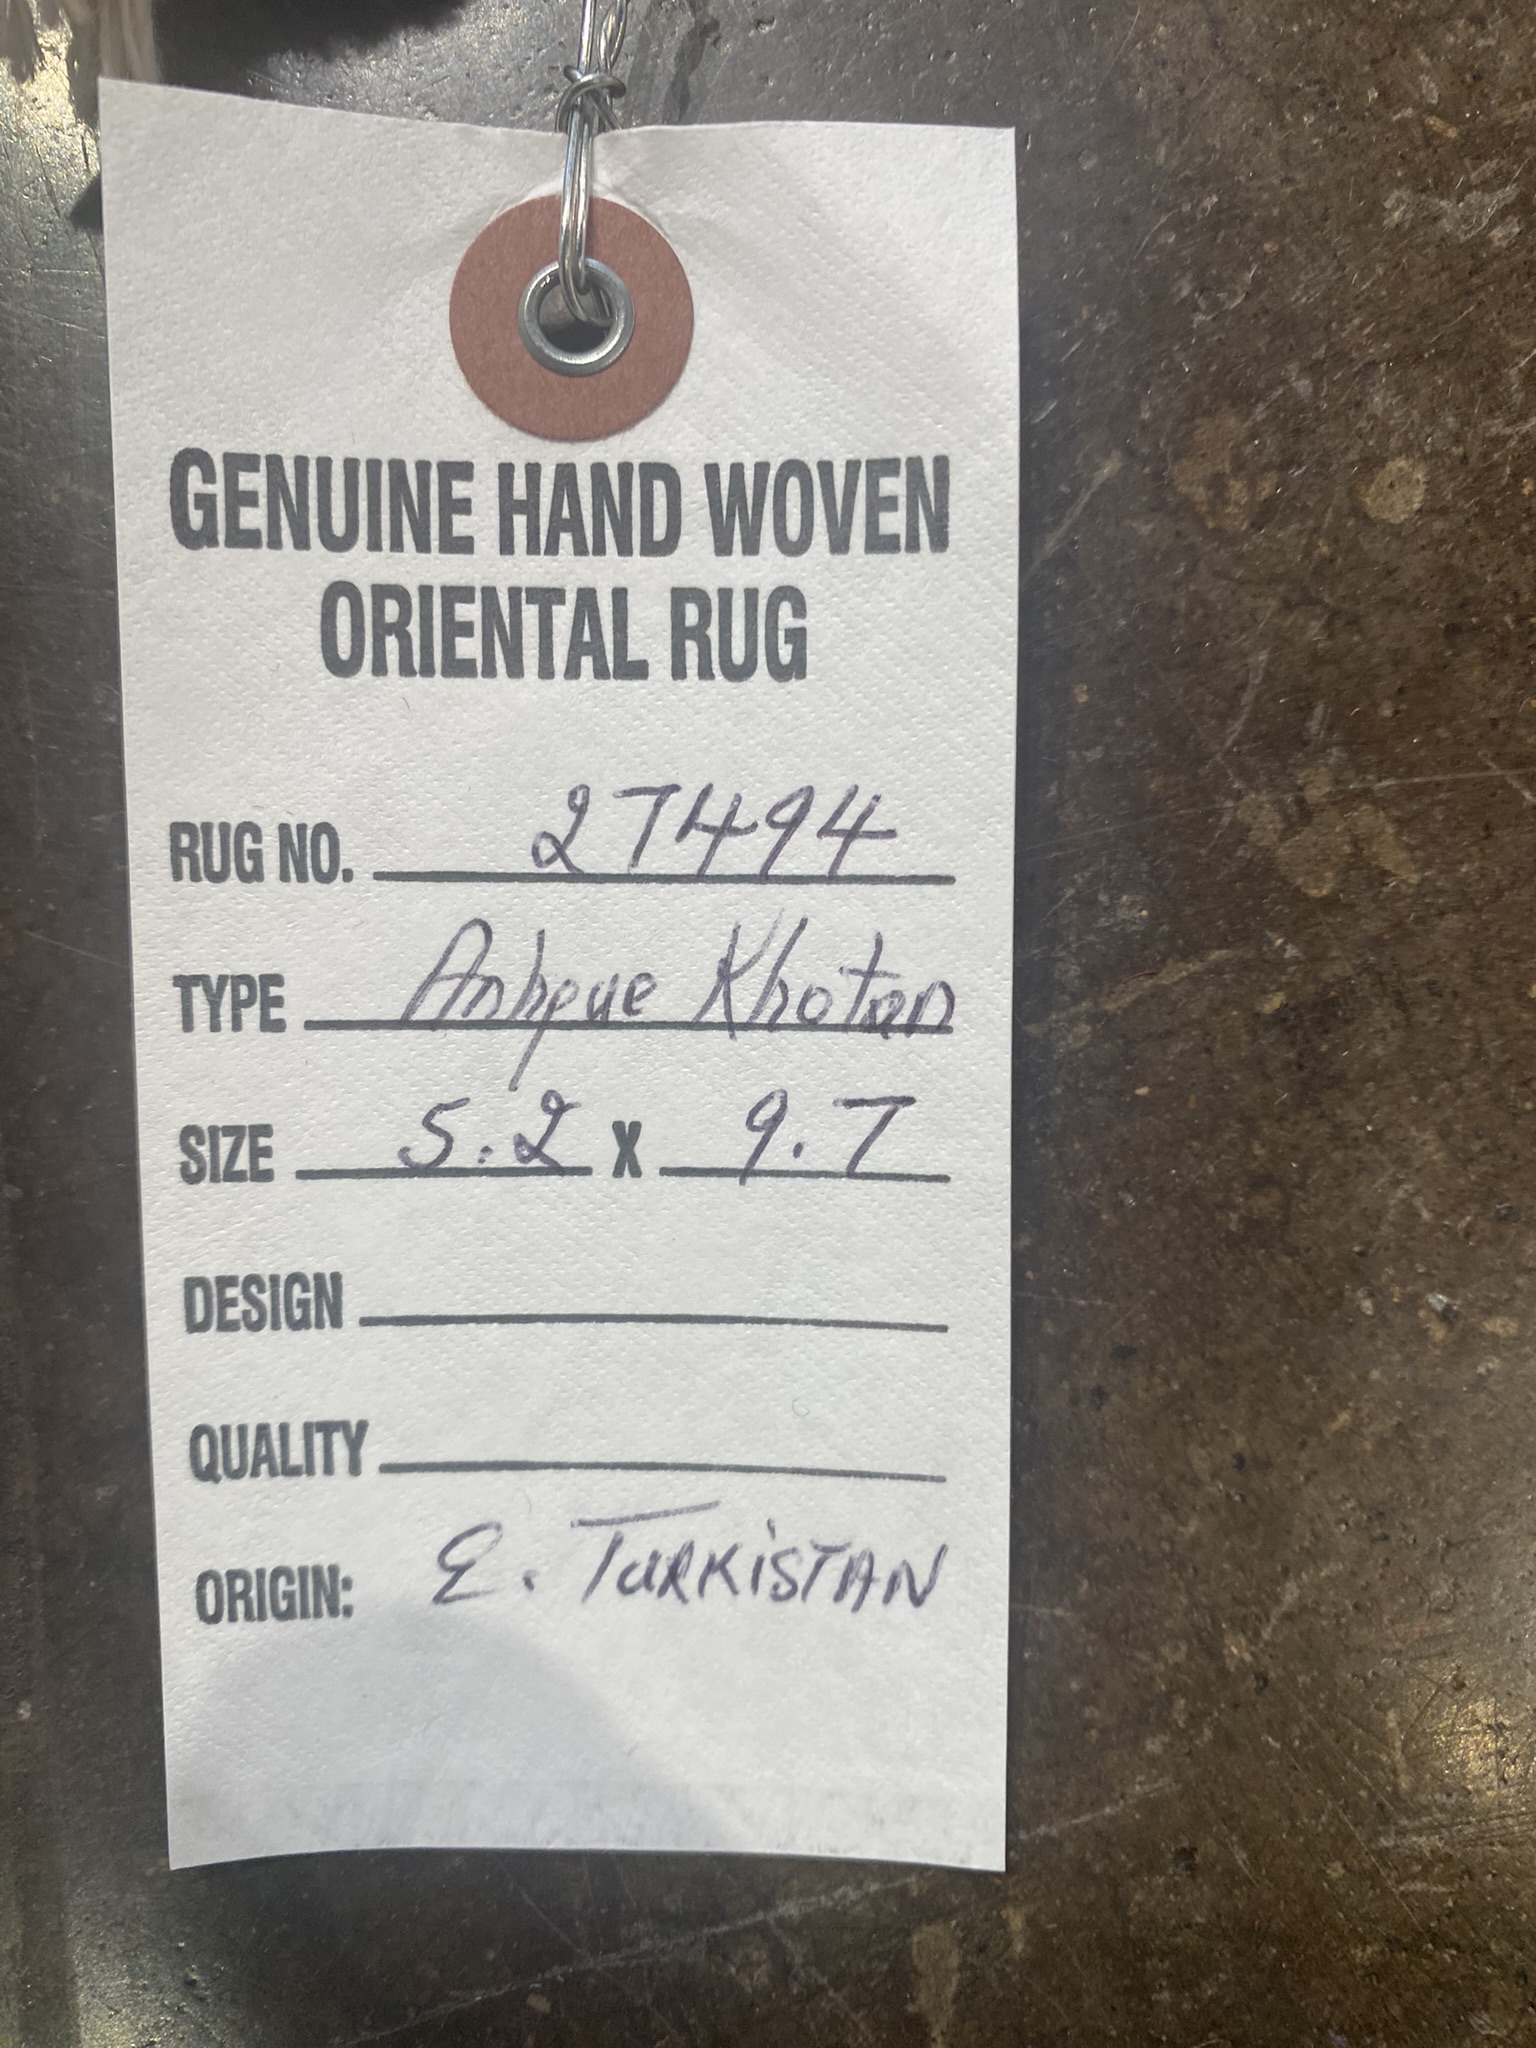 GENUINE HAND WOVEN
ORIENTAL RUG
RUG NO. 27494
TYPE Antique Khotan
SIZE 5.2 X 9.7
DESIGN
QUALITY
ORIGIN: E. TURKiSTAN